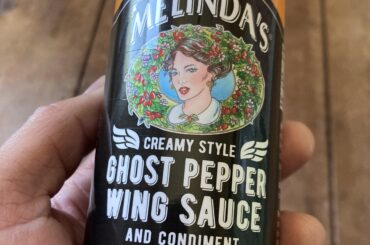 MELINDA'S
CREAMY STYLE
GHOST PEPPER
WING SAUCE
AND CONDIMENT